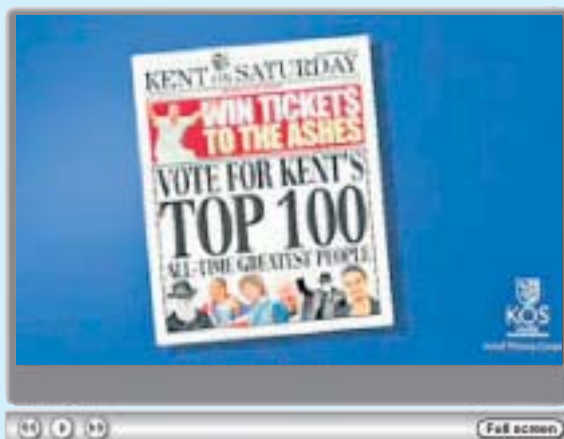 KENT ON SATURDAY
WIN TICKETS
TO THE ASHES
VOTE FOR KENT'S
TOP 100
ALL-TIME GREATEST PEOPLE
KOS
Full screen